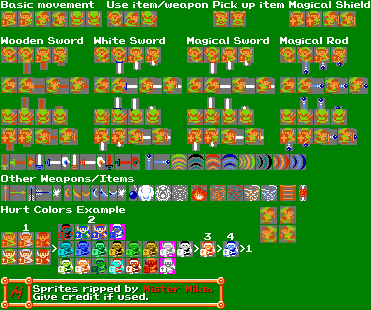 Basic movement Use item/weapon Pick up item Magical Shield
Wooden Sword White Sword Magical Sword Magical Rod
Other Weapons/Items
Hurt Colors Example
1 2
3 4
> > >1
Sprites ripped by Mister Mike.
Give credit if used.